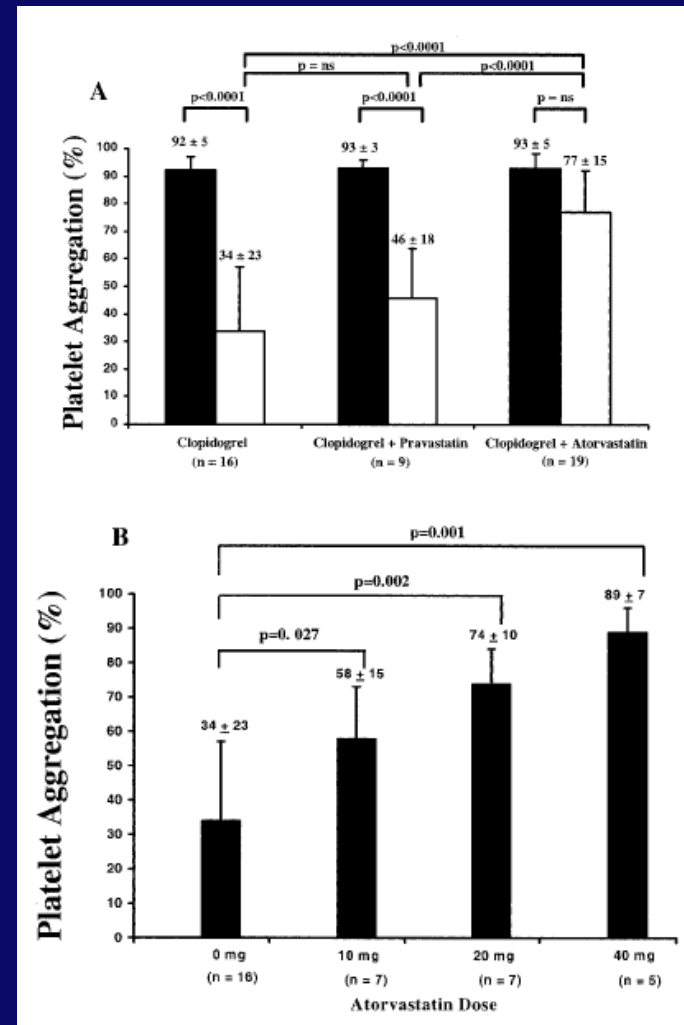 p<0.0001
p = ns
p<0.0001
A
p<0.0001
p<0.0001
p = ns
Platelet Aggregation (%)
100
90
80
70
60
50
40
30
20
10
0
92 ± 5
34 ± 23
93 ± 3
46 ± 18
93 ± 5
77 ± 15
Clopidogrel
(n = 16)
Clopidogrel + Pravastatin
(n = 9)
Clopidogrel + Atorvastatin
(n = 19)
B
p=0.001
p=0.002
p=0. 027
Platelet Aggregation (%)
100
90
80
70
60
50
40
30
20
10
0
34 ± 23
58 ± 15
74 ± 10
89 ± 7
0 mg
(n = 16)
10 mg
(n = 7)
20 mg
(n = 7)
40 mg
(n = 5)
Atorvastatin Dose